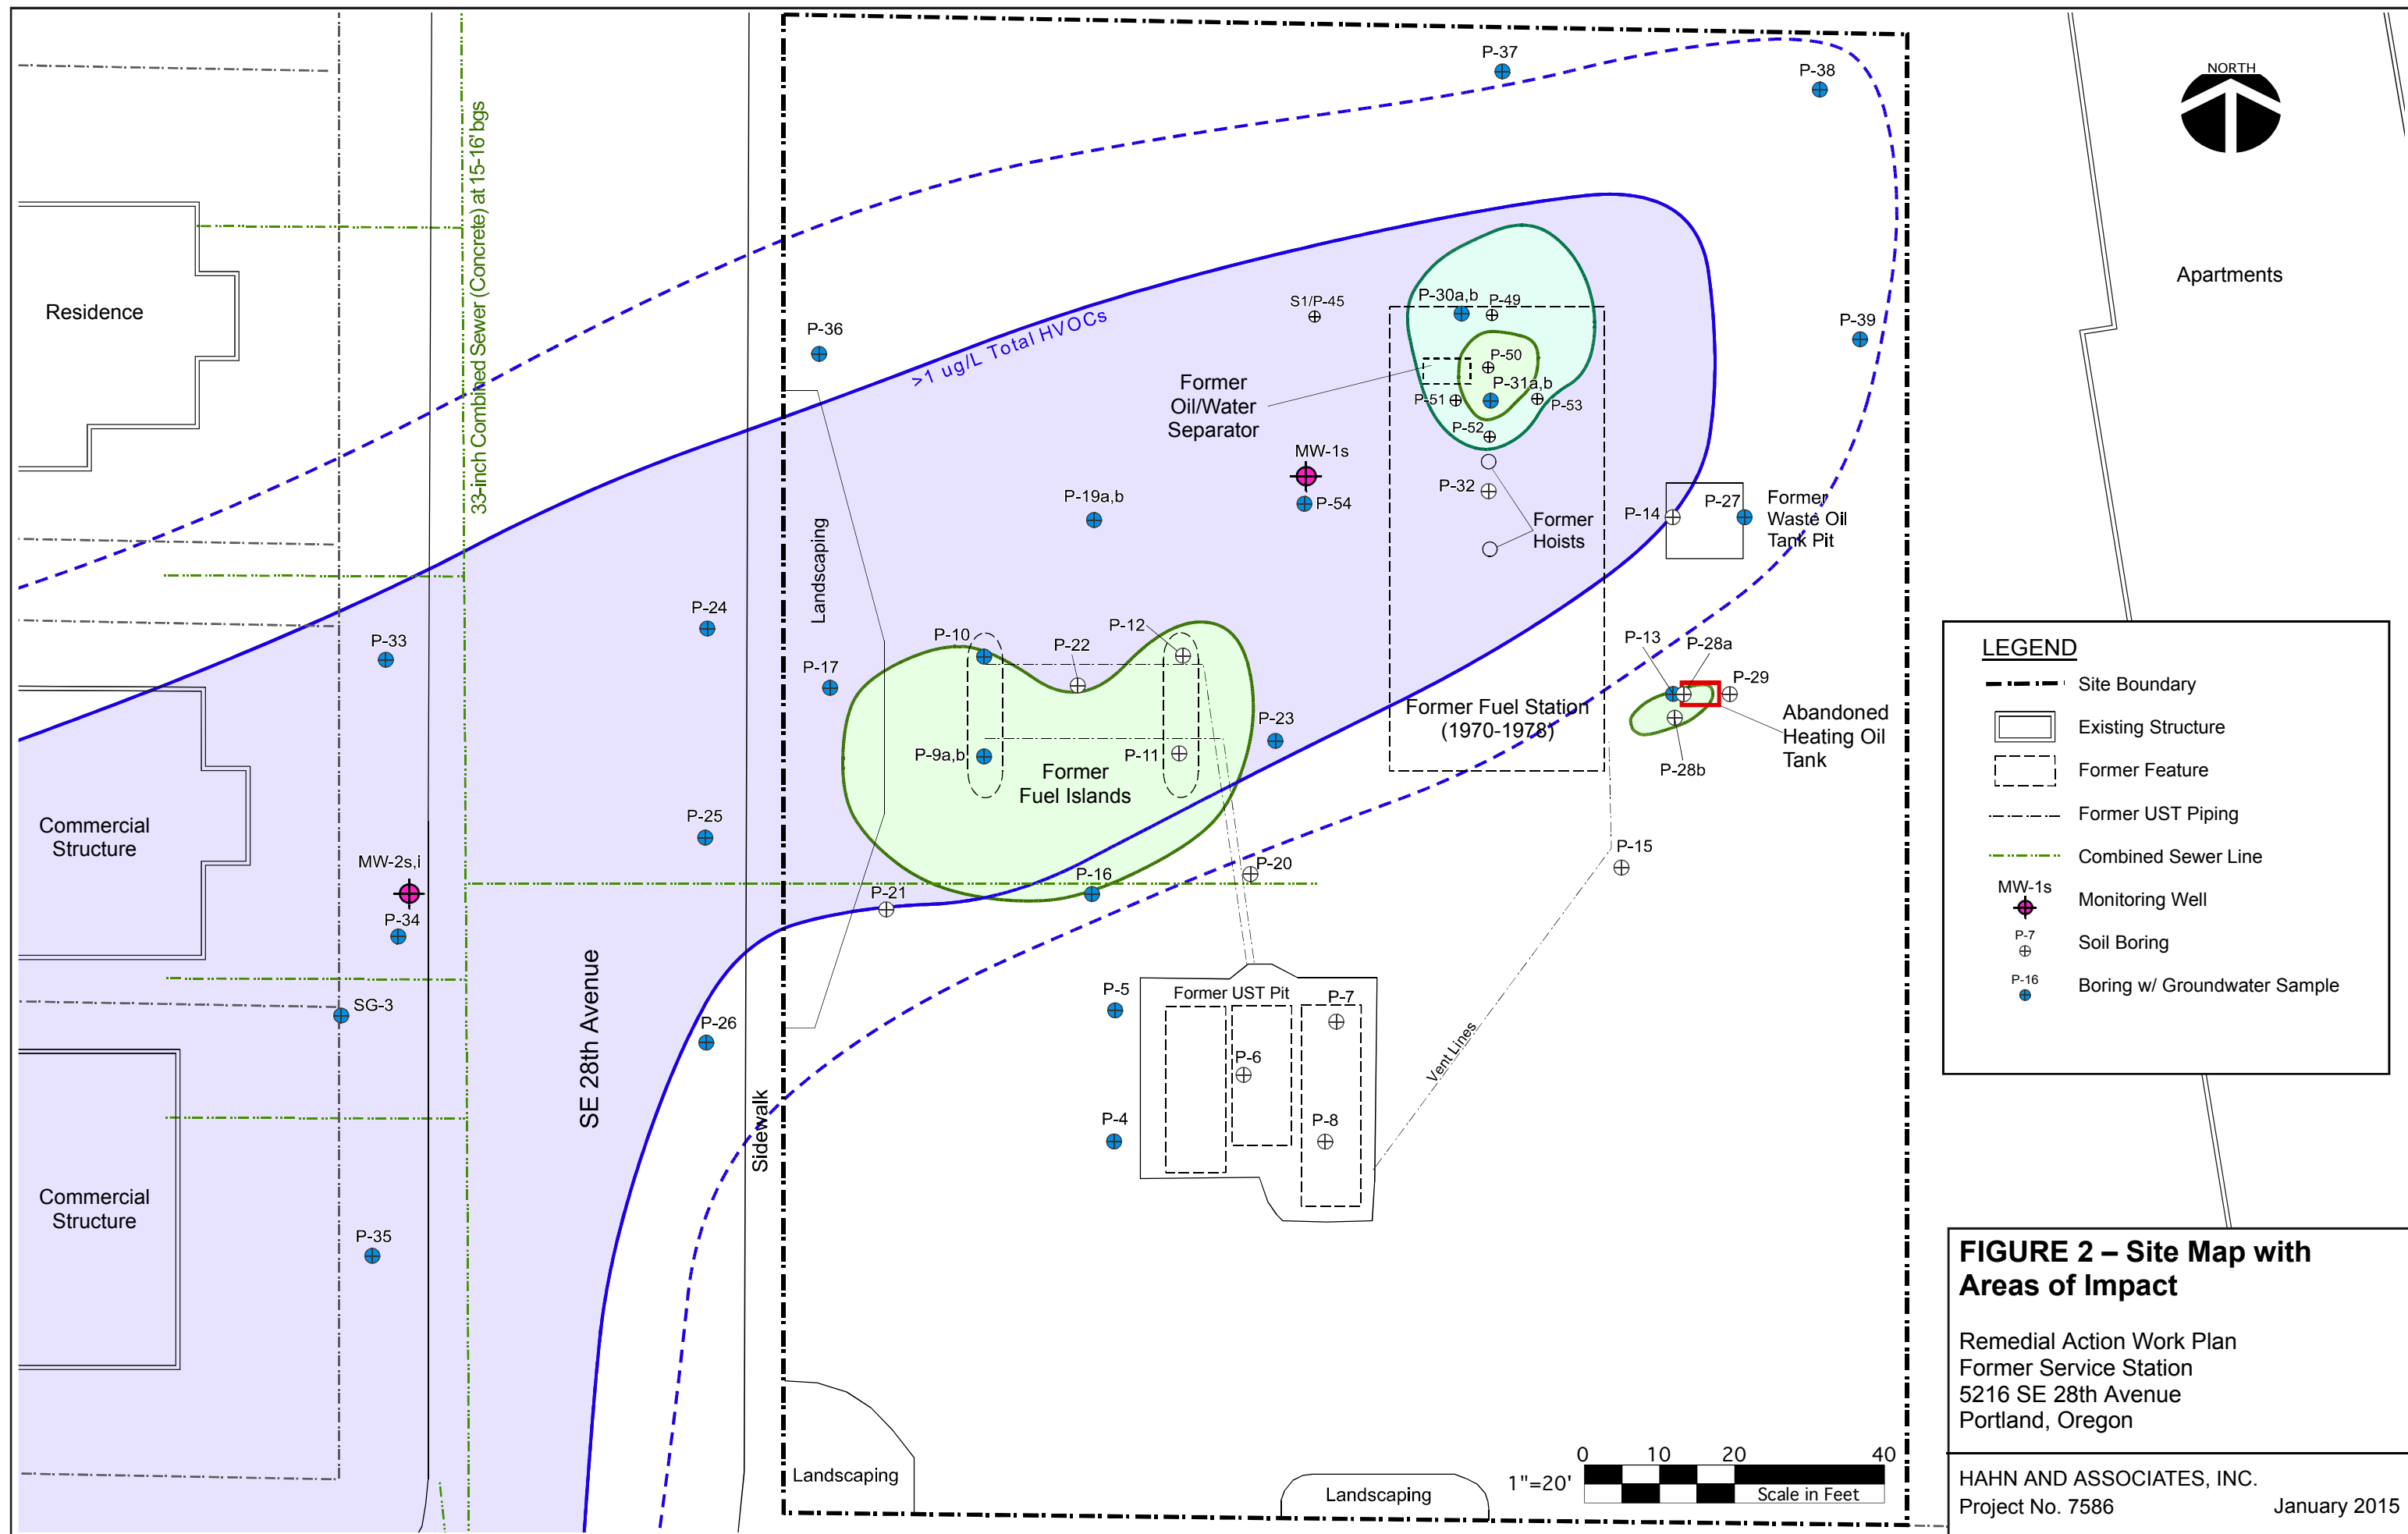 P-37
P-38
NORTH
33-inch Combined Sewer (Concrete) at 15-16' bgs
Residence
Apartments
P-36
>1 ug/L Total HVOCs
S1/P-45
P-30a,b
P-49
P-39
P-50
Former
Oil/Water
Separator
P-31a,b
P-51
P-53
P-52
MW-1s
P-54
P-19a,b
P-32
Former
Hoists
P-14
P-27
Former
Waste Oil
Tank Pit
Landscaping
P-24
P-33
P-17
P-10
P-22
P-12
P-13
P-28a
P-29
P-23
Former Fuel Station
(1970-1978)
Abandoned
Heating Oil
Tank
P-28b
P-9a,b
P-11
Former
Fuel Islands
P-25
Commercial
Structure
MW-2s,i
P-34
P-21
P-16
P-20
P-15
SG-3
SE 28th Avenue
P-26
Sidewalk
P-5
Former UST Pit
P-7
P-6
P-4
P-8
Vent Lines
Commercial
Structure
P-35
Landscaping
Landscaping
LEGEND
Site Boundary
Existing Structure
Former Feature
Former UST Piping
Combined Sewer Line
MW-1s
Monitoring Well
P-7
Soil Boring
P-16
Boring w/ Groundwater Sample
0 10 20 40
1"=20'
Scale in Feet
FIGURE 2 – Site Map with
Areas of Impact
Remedial Action Work Plan
Former Service Station
5216 SE 28th Avenue
Portland, Oregon
HAHN AND ASSOCIATES, INC.
Project No. 7586 January 2015